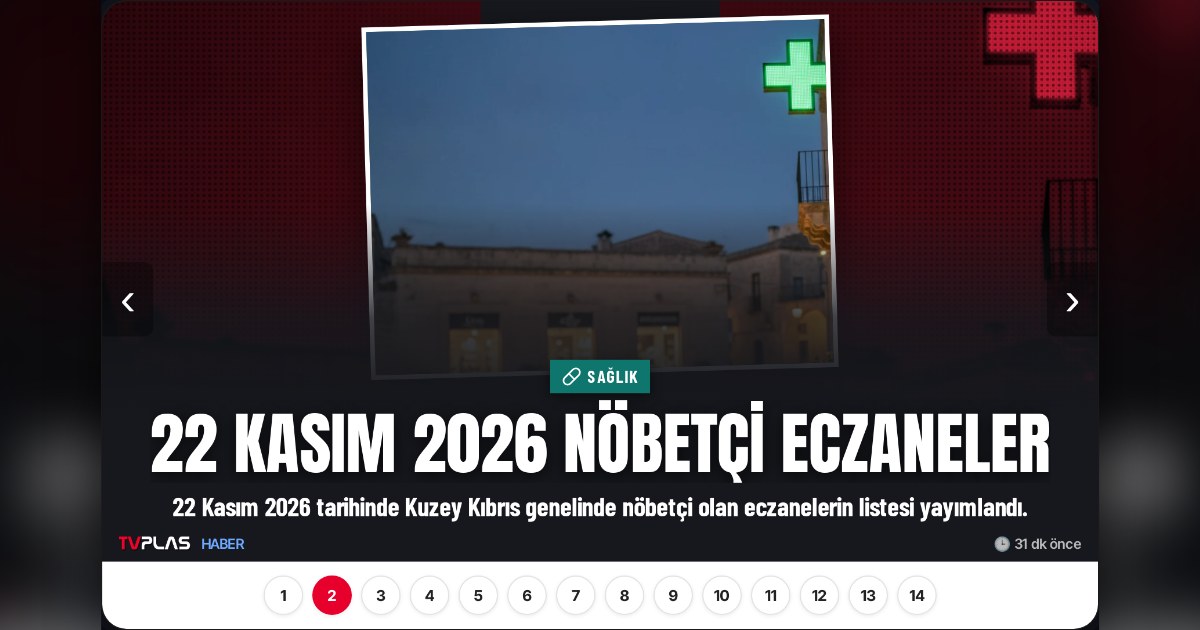 SAĞLIK
22 KASIM 2026 NÖBETÇİ ECZANELER
22 Kasım 2026 tarihinde Kuzey Kıbrıs genelinde nöbetçi olan eczanelerin listesi yayımlandı.
TVPLAS HABER
31 dk önce
1 2 3 4 5 6 7 8 9 10 11 12 13 14